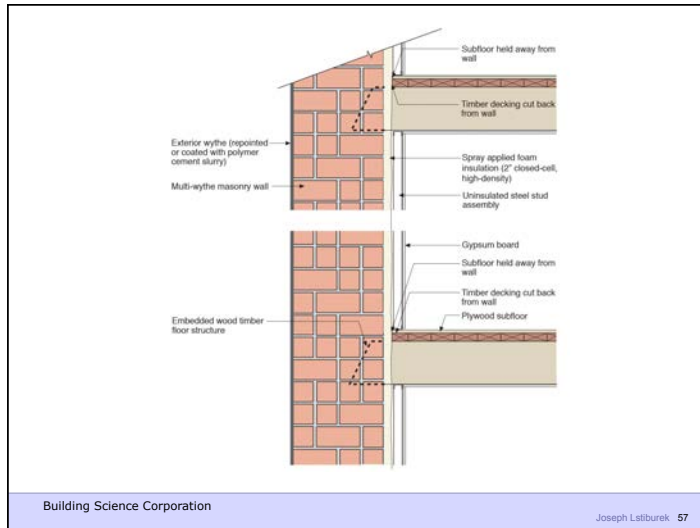 Subfloor held away from
wall
Timber decking cut back
from wall
Exterior wythe (repointed
or coated with polymer
cement slurry)
Spray applied foam
insulation (2" closed-cell,
high-density)
Multi-wythe masonry wall
Uninsulated steel stud
assembly
Gypsum board
Subfloor held away from
wall
Timber decking cut back
from wall
Plywood subfloor
Embedded wood timber
floor structure
Building Science Corporation
Joseph Lstiburek 57